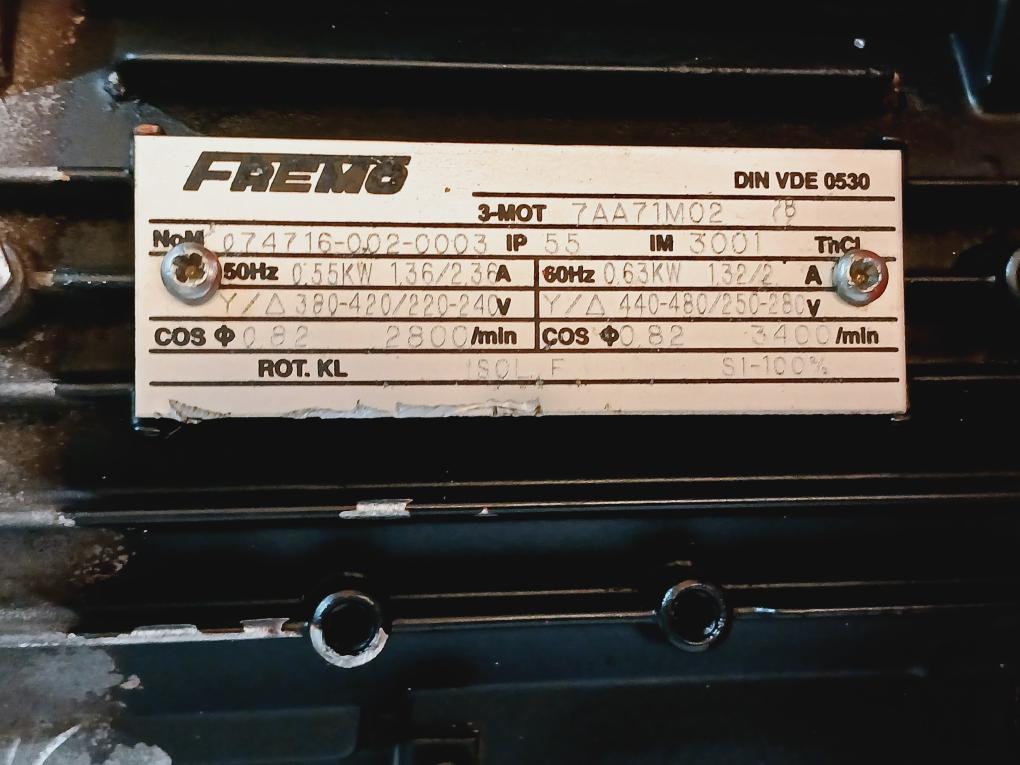 FREMO
DIN VDE 0530
3-MOT 7AA71M02 78
NoM 074716-002-0003 IP 55 IM 3001 ThCl
50Hz 0.55KW 1.36/2.36A 60Hz 0.63KW 1.32/2 A
Y/△ 380-420/220-240V Y/△ 440-480/250-280V
COS Φ 0.82 2800/min COS Φ 0.82 3400/min
ROT. KL ISOL. F S1-100%